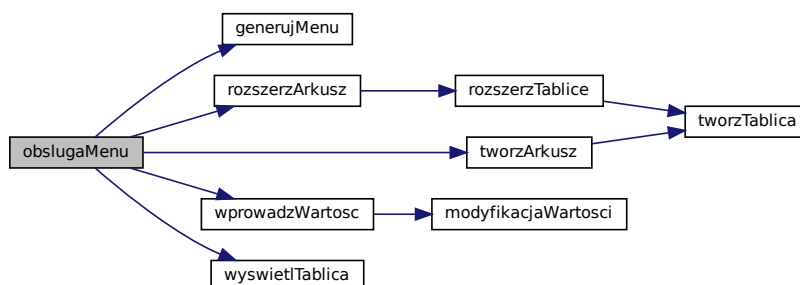 generujMenu
rozszerzArkusz
rozszerzTablice
tworzTablica
obslugaMenu
tworzArkusz
wprowadzWartosc
modyfikacjaWartosci
wyswietlTablica